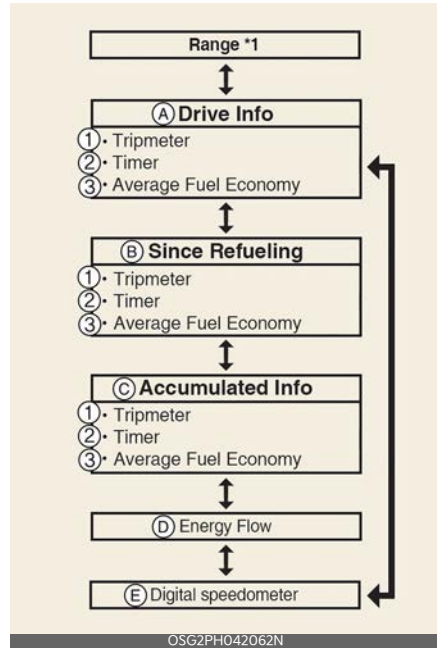 Range *1
Ⓐ Drive Info
①• Tripmeter
②• Timer
③• Average Fuel Economy
Ⓑ Since Refueling
①• Tripmeter
②• Timer
③• Average Fuel Economy
Ⓒ Accumulated Info
①• Tripmeter
②• Timer
③• Average Fuel Economy
Ⓓ Energy Flow
Ⓔ Digital speedometer
OSG2PH042062N